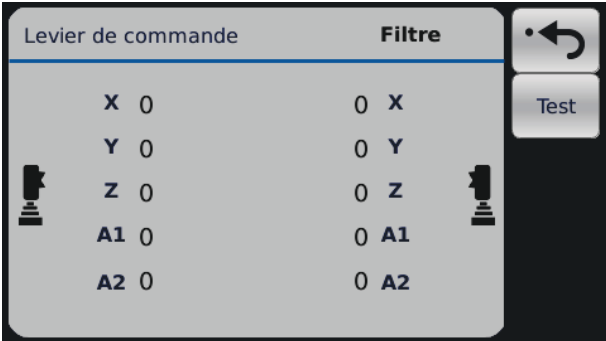 Levier de commande Filtre
Test
X 0 0 X
Y 0 0 Y
Z 0 0 Z
A1 0 0 A1
A2 0 0 A2